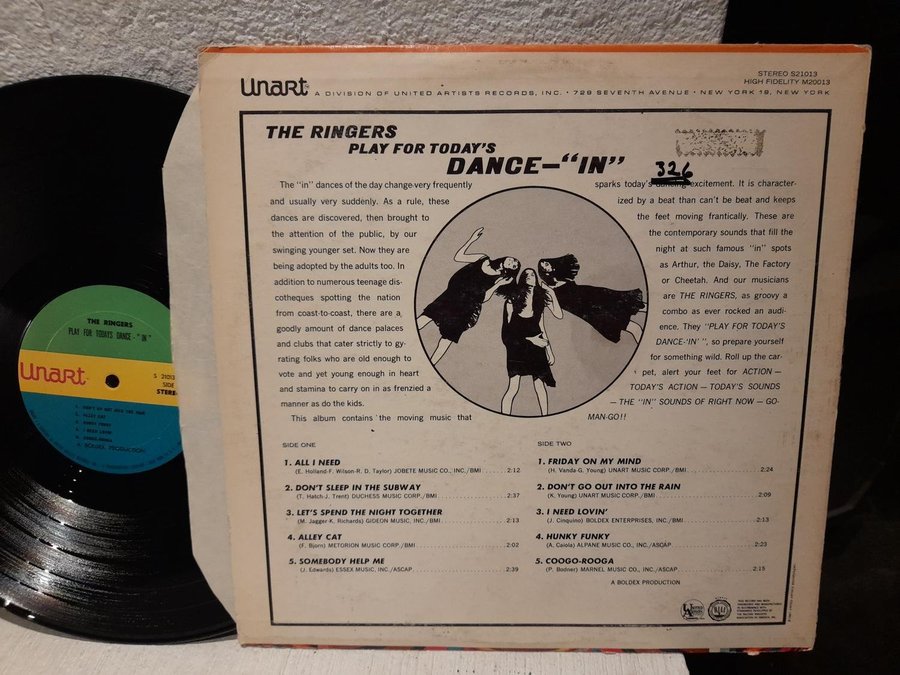 Unart
A DIVISION OF UNITED ARTISTS RECORDS, INC. • 729 SEVENTH AVENUE • NEW YORK 19, NEW YORK
STEREO S21013
HIGH FIDELITY M20013
THE RINGERS
PLAY FOR TODAY'S
DANCE—"IN"
326
The "in" dances of the day change very frequently
and usually very suddenly. As a rule, these
dances are discovered, then brought to
the attention of the public, by our
swinging younger set. Now they are
being adopted by the adults too. In
addition to numerous teenage dis-
cotheques spotting the nation
from coast-to-coast, there are a
goodly amount of dance palaces
and clubs that cater strictly to gy-
rating folks who are old enough to
vote and yet young enough in heart
and stamina to carry on in as frenzied a
manner as do the kids.
This album contains the moving music that
sparks today's dancing excitement. It is character-
ized by a beat than can't be beat and keeps
the feet moving frantically. These are
the contemporary sounds that fill the
night at such famous "in" spots
as Arthur, the Daisy, The Factory
or Cheetah. And our musicians
are THE RINGERS, as groovy a
combo as ever rocked an audi-
ence. They "PLAY FOR TODAY'S
DANCE-'IN' ", so prepare yourself
for something wild. Roll up the car-
pet, alert your feet for ACTION —
TODAY'S ACTION — TODAY'S SOUNDS
— THE "IN" SOUNDS OF RIGHT NOW — GO-
MAN-GO!!
SIDE ONE
1. ALL I NEED
(E. Holland-F. Wilson-R. D. Taylor) JOBETE MUSIC CO., INC./BMI 2:12
2. DON'T SLEEP IN THE SUBWAY
(T. Hatch-J. Trent) DUCHESS MUSIC CORP./BMI 2:37
3. LET'S SPEND THE NIGHT TOGETHER
(M. Jagger-K. Richards) GIDEON MUSIC, INC./BMI 2:13
4. ALLEY CAT
(F. Bjorn) METORION MUSIC CORP./BMI 2:02
5. SOMEBODY HELP ME
(J. Edwards) ESSEX MUSIC, INC./ASCAP 2:39
SIDE TWO
1. FRIDAY ON MY MIND
(H. Vanda-G. Young) UNART MUSIC CORP./BMI 2:24
2. DON'T GO OUT INTO THE RAIN
(K. Young) UNART MUSIC CORP./BMI 2:09
3. I NEED LOVIN'
(J. Cinquino) BOLDEX ENTERPRISES, INC./BMI 2:13
4. HUNKY FUNKY
(A. Caiola) ALPANE MUSIC CO., INC./ASCAP 2:23
5. COOGO-ROOGA
(P. Bodner) MARNEL MUSIC CO., INC./ASCAP 2:15
A BOLDEX PRODUCTION
THE RINGERS
PLAY FOR TODAYS DANCE-"IN"
Unart
S 21013
SIDE
STEREO